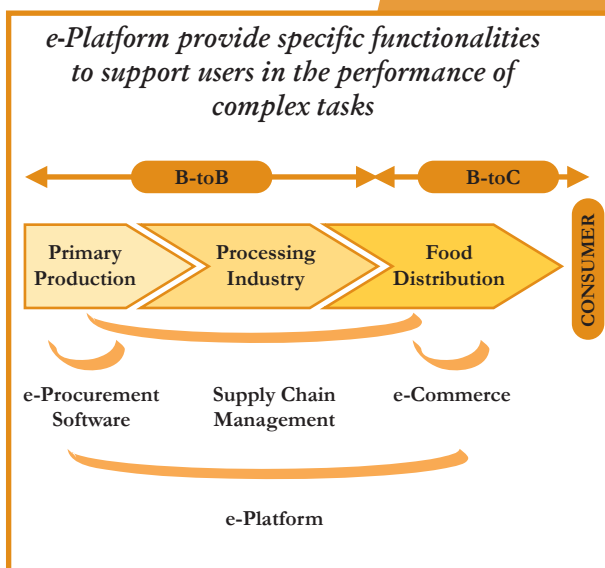 e-Platform provide specific functionalities
to support users in the performance of
complex tasks
B-toB
B-toC
Primary
Production
Processing
Industry
Food
Distribution
CONSUMER
e-Procurement
Software
Supply Chain
Management
e-Commerce
e-Platform